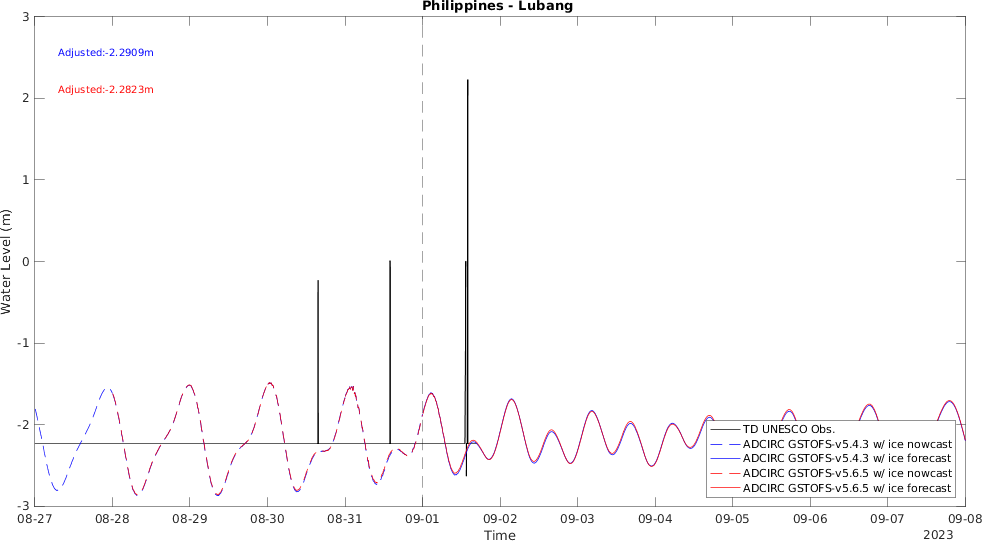 Philippines - Lubang
3
Adjusted:-2.2909m
Adjusted:-2.2823m
2
1
0
-1
-2
-3
Water Level (m)
TD UNESCO Obs.
ADCIRC GSTOFS-v5.4.3 w/ ice nowcast
ADCIRC GSTOFS-v5.4.3 w/ ice forecast
ADCIRC GSTOFS-v5.6.5 w/ ice nowcast
ADCIRC GSTOFS-v5.6.5 w/ ice forecast
08-27 08-28 08-29 08-30 08-31 09-01 09-02 09-03 09-04 09-05 09-06 09-07 09-08
Time
2023